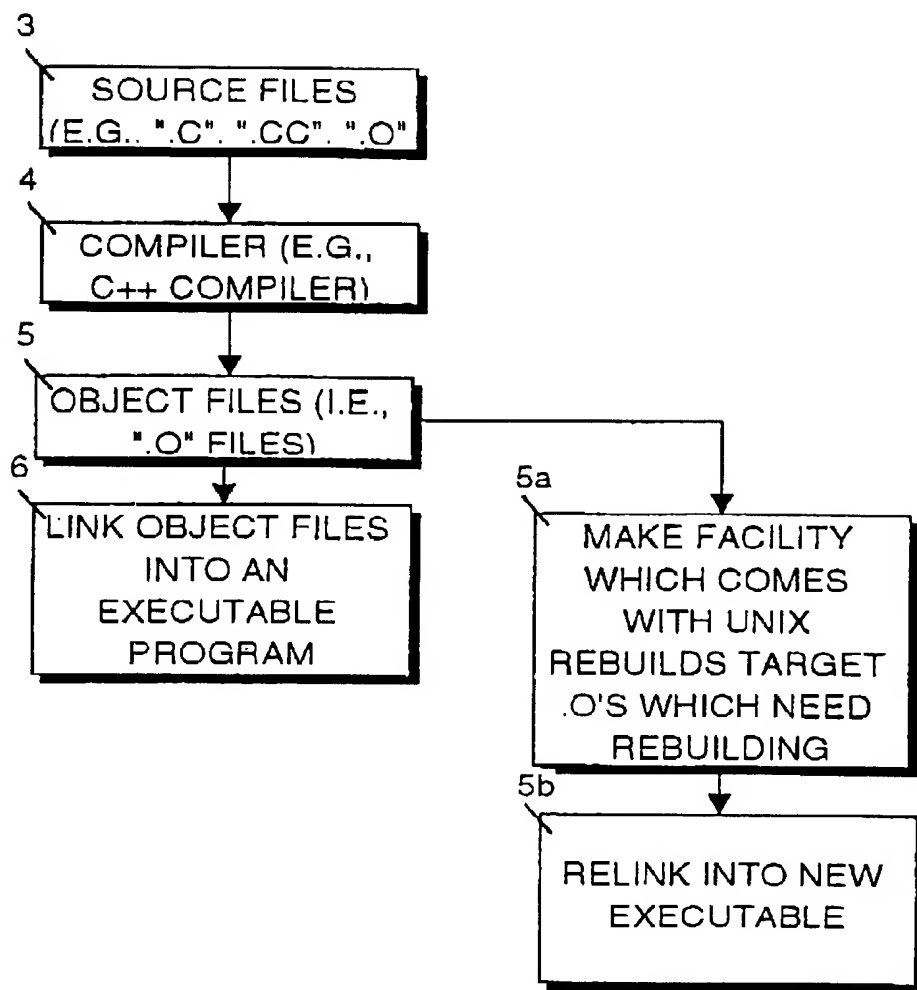 3
SOURCE FILES
(E.G., ".C", ".CC", ".O"
4
COMPILER (E.G.,
C++ COMPILER)
5
OBJECT FILES (I.E.,
".O" FILES)
6
LINK OBJECT FILES
INTO AN
EXECUTABLE
PROGRAM
5a
MAKE FACILITY
WHICH COMES
WITH UNIX
REBUILDS TARGET
.O'S WHICH NEED
REBUILDING
5b
RELINK INTO NEW
EXECUTABLE